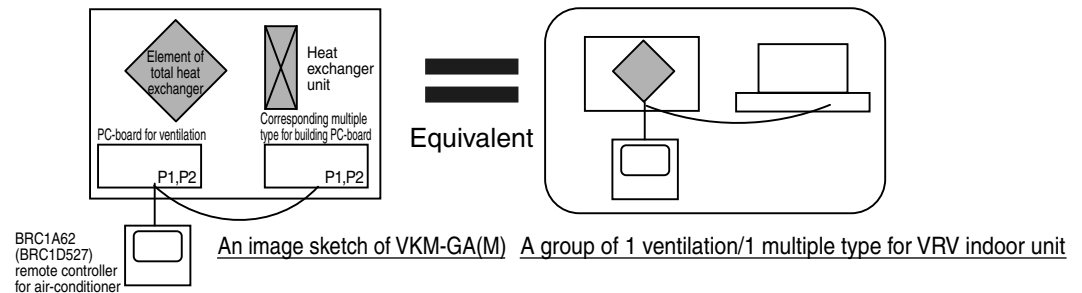 Element of
total heat
exchanger
Heat
exchanger
unit
PC-board for ventilation
Corresponding multiple
type for building PC-board
P1,P2
P1,P2
BRC1A62
(BRC1D527)
remote controller
for air-conditioner
Equivalent
An image sketch of VKM-GA(M)
A group of 1 ventilation/1 multiple type for VRV indoor unit